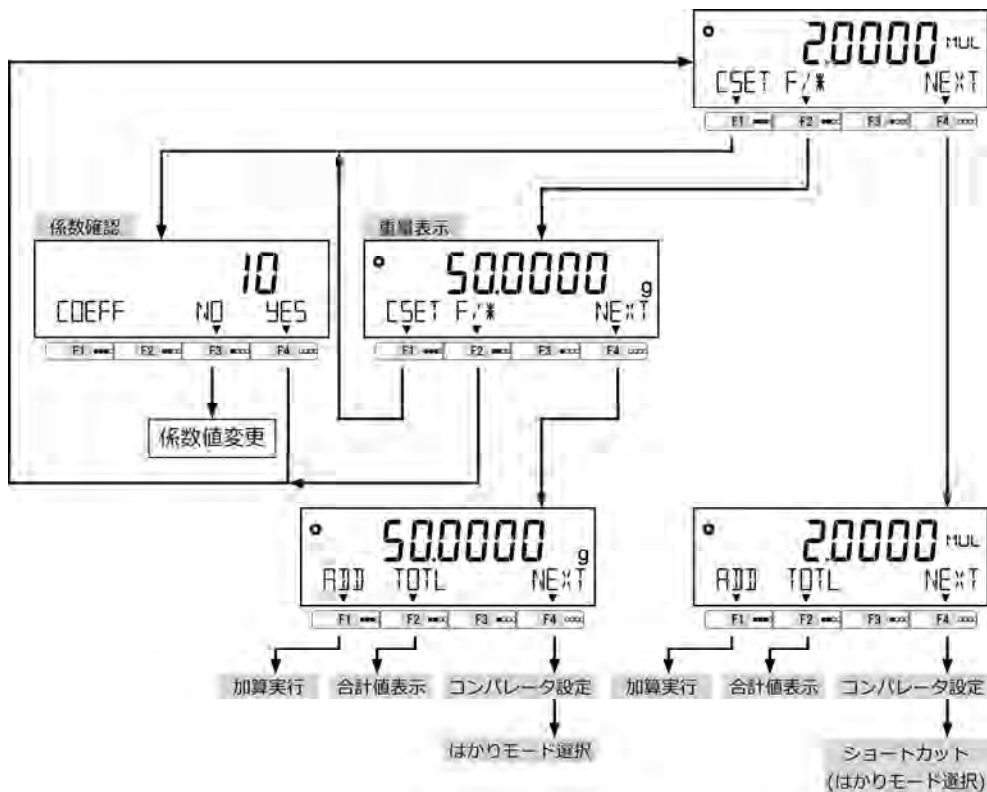 2.0000 MUL
CSET F/* NEXT
F1 F2 F3 F4
係数確認
10
COEFF NO YES
F1 F2 F3 F4
係数値変更
重量表示
50.0000 g
CSET F/* NEXT
F1 F2 F3 F4
50.0000 g
ADD TOTL NEXT
F1 F2 F3 F4
加算実行 合計値表示 コンパレータ設定
はかりモード選択
2.0000 MUL
ADD TOTL NEXT
F1 F2 F3 F4
加算実行 合計値表示 コンパレータ設定
ショートカット
(はかりモード選択)